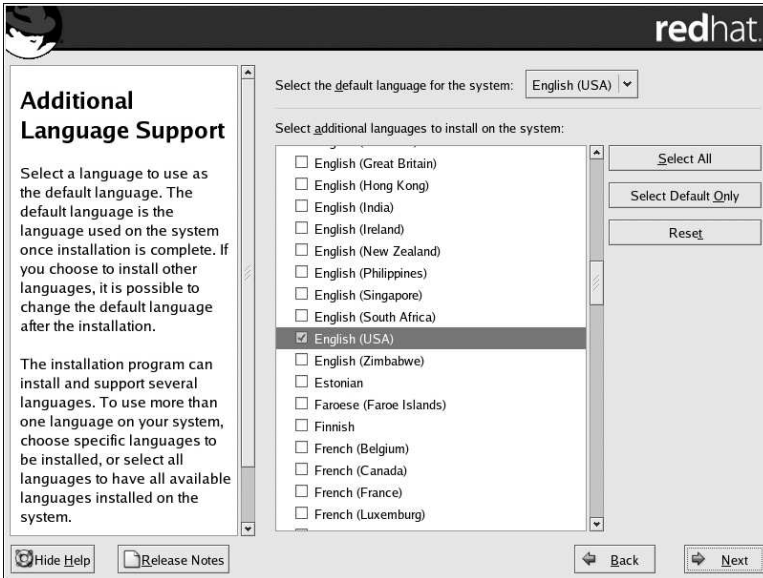 redhat.
Additional
Language Support
Select a language to use as
the default language. The
default language is the
language used on the system
once installation is complete. If
you choose to install other
languages, it is possible to
change the default language
after the installation.
The installation program can
install and support several
languages. To use more than
one language on your system,
choose specific languages to
be installed, or select all
languages to have all available
languages installed on the
system.
Select the default language for the system: English (USA)
Select additional languages to install on the system:
English (Great Britain)
English (Hong Kong)
English (India)
English (Ireland)
English (New Zealand)
English (Philippines)
English (Singapore)
English (South Africa)
English (USA)
English (Zimbabwe)
Estonian
Faroese (Faroe Islands)
Finnish
French (Belgium)
French (Canada)
French (France)
French (Luxemburg)
Select All
Select Default Only
Reset
Hide Help
Release Notes
Back
Next